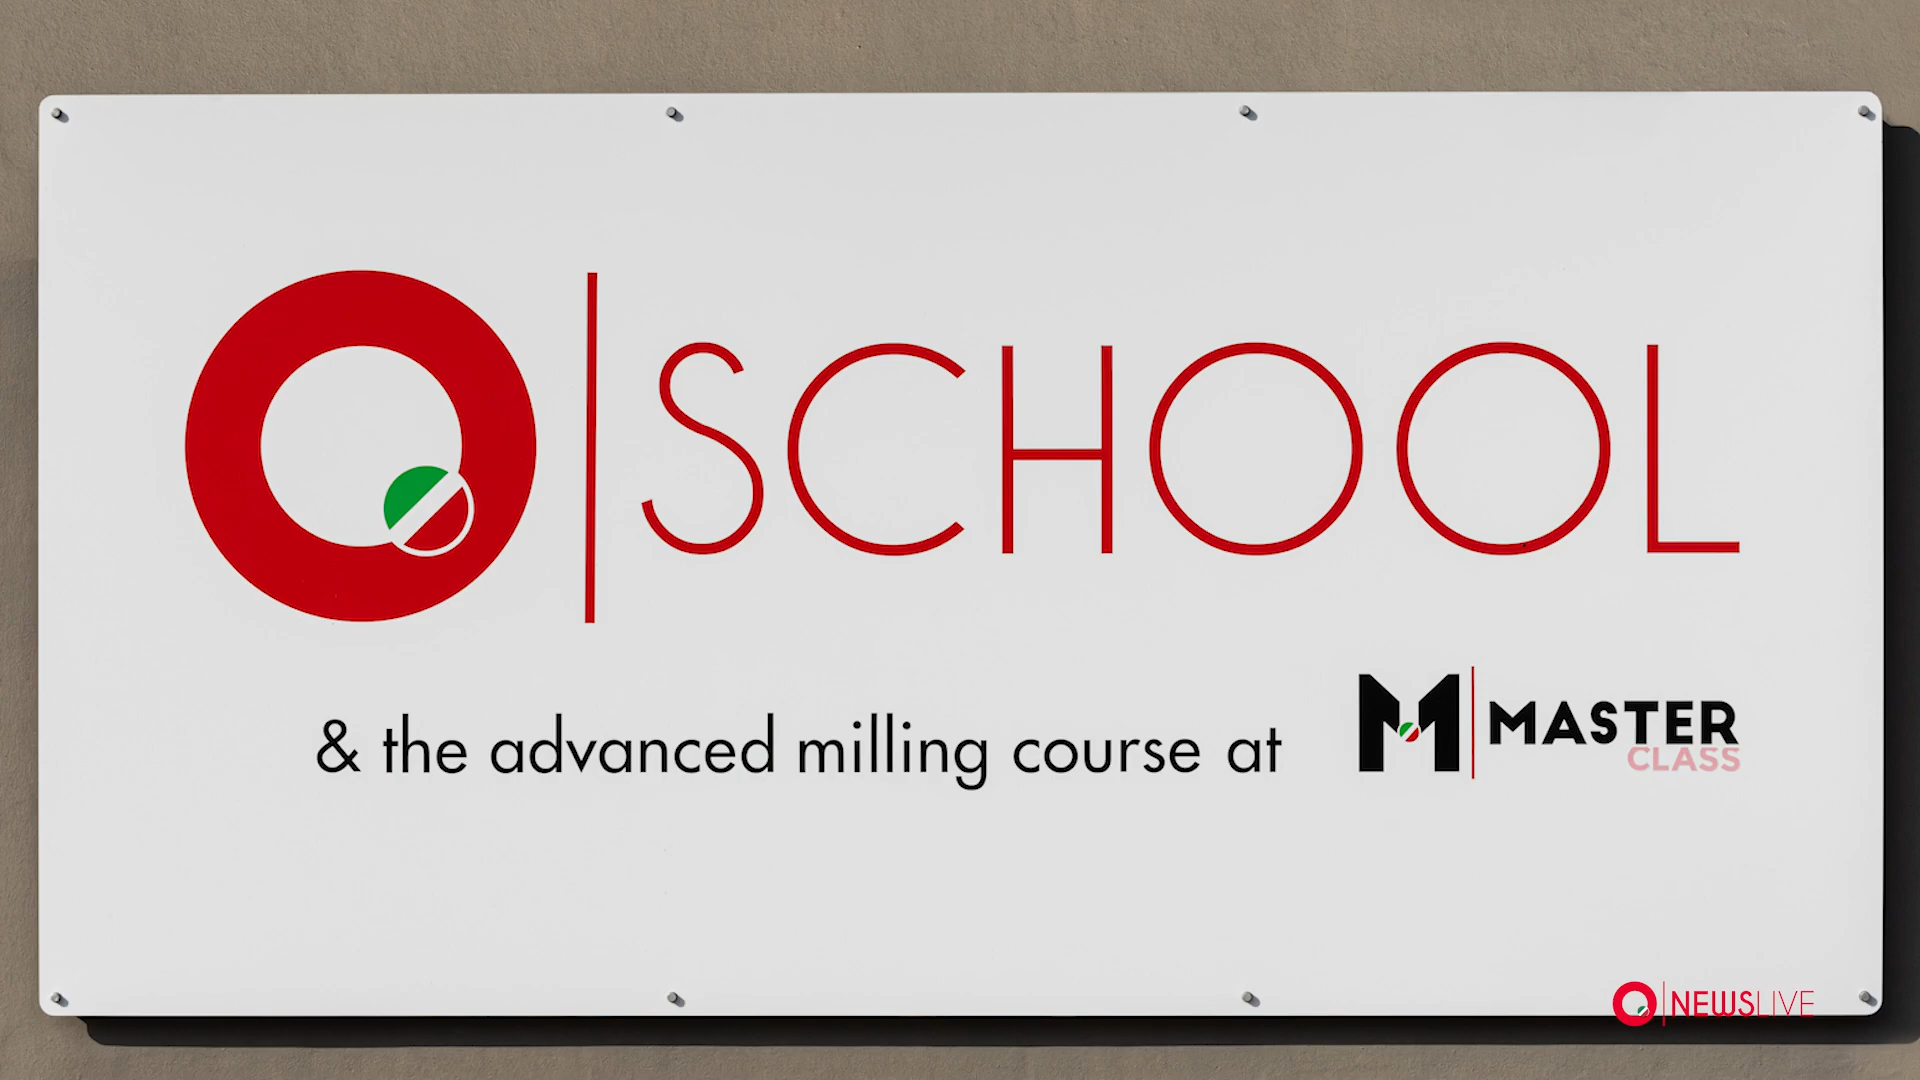 Q|SCHOOL
& the advanced milling course at M|MASTER
CLASS
Q|NEWSLIVE